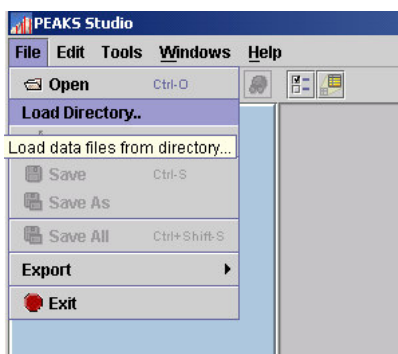 PEAKS Studio
File Edit Tools Windows Help
Open Ctrl-O
Load Directory..
Load data files from directory...
Save Ctrl-S
Save As
Save All Ctrl+Shift-S
Export
Exit